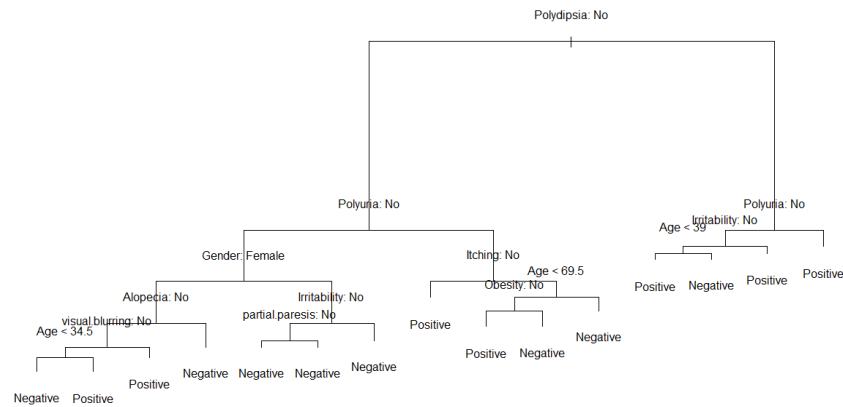 Polydipsia: No
Polyuria: No
Polyuria: No
Irritability: No
Age < 39
Gender: Female
Itching: No
Age < 69.5
Positive
Negative
Positive
Positive
Obesity: No
Alopecia: No
Irritability: No
partial.paresis: No
visual.blurring: No
Age < 34.5
Positive
Negative
Positive
Negative
Negative
Negative
Negative
Negative
Positive
Negative
Positive